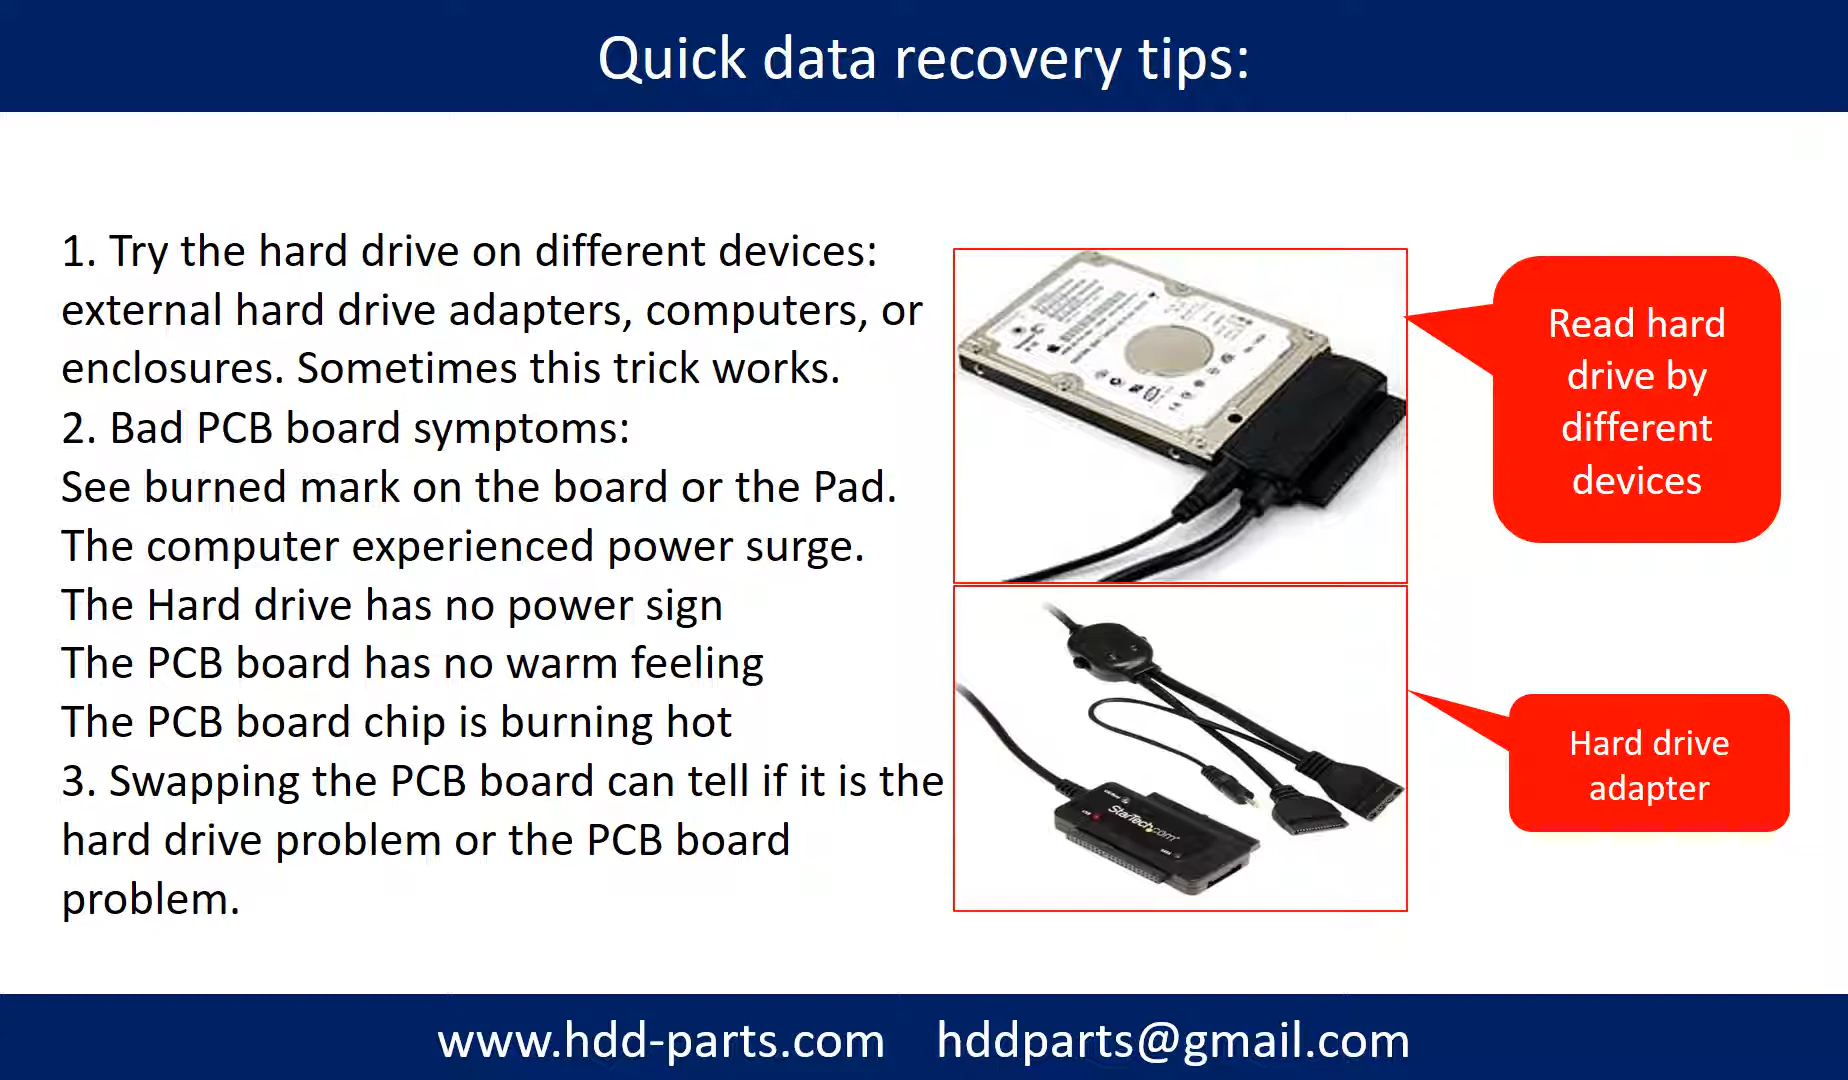 Quick data recovery tips:
1. Try the hard drive on different devices:
external hard drive adapters, computers, or
enclosures. Sometimes this trick works.
2. Bad PCB board symptoms:
See burned mark on the board or the Pad.
The computer experienced power surge.
The Hard drive has no power sign
The PCB board has no warm feeling
The PCB board chip is burning hot
3. Swapping the PCB board can tell if it is the
hard drive problem or the PCB board
problem.
Read hard
drive by
different
devices
StarTech.com
Hard drive
adapter
www.hdd-parts.com hddparts@gmail.com